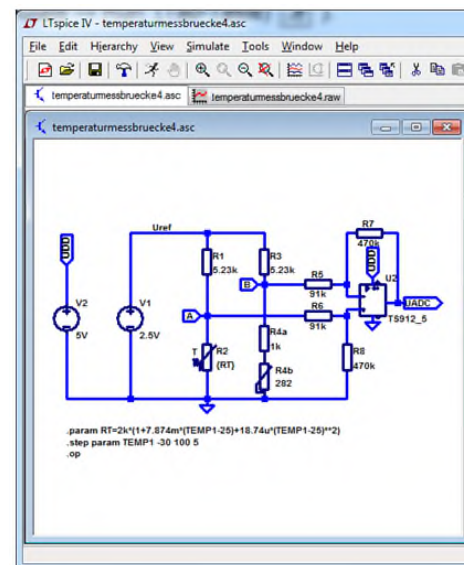 LTspice IV - temperaturmessbruecke4.asc
File Edit Hierarchy View Simulate Tools Window Help
temperaturmessbruecke4.asc temperaturmessbruecke4.raw
temperaturmessbruecke4.asc
UDD
V2
5V
Uref
V1
2.5V
R1
5.23k
R3
5.23k
A
B
T
R2
{RT}
R4a
1k
R4b
282
R5
91k
R6
91k
R7
470k
UDD
U2
UADC
TS912_5
R8
470k
.param RT=2k*(1+7.874m*(TEMP1-25)+18.74u*(TEMP1-25)**2)
.step param TEMP1 -30 100 5
.op